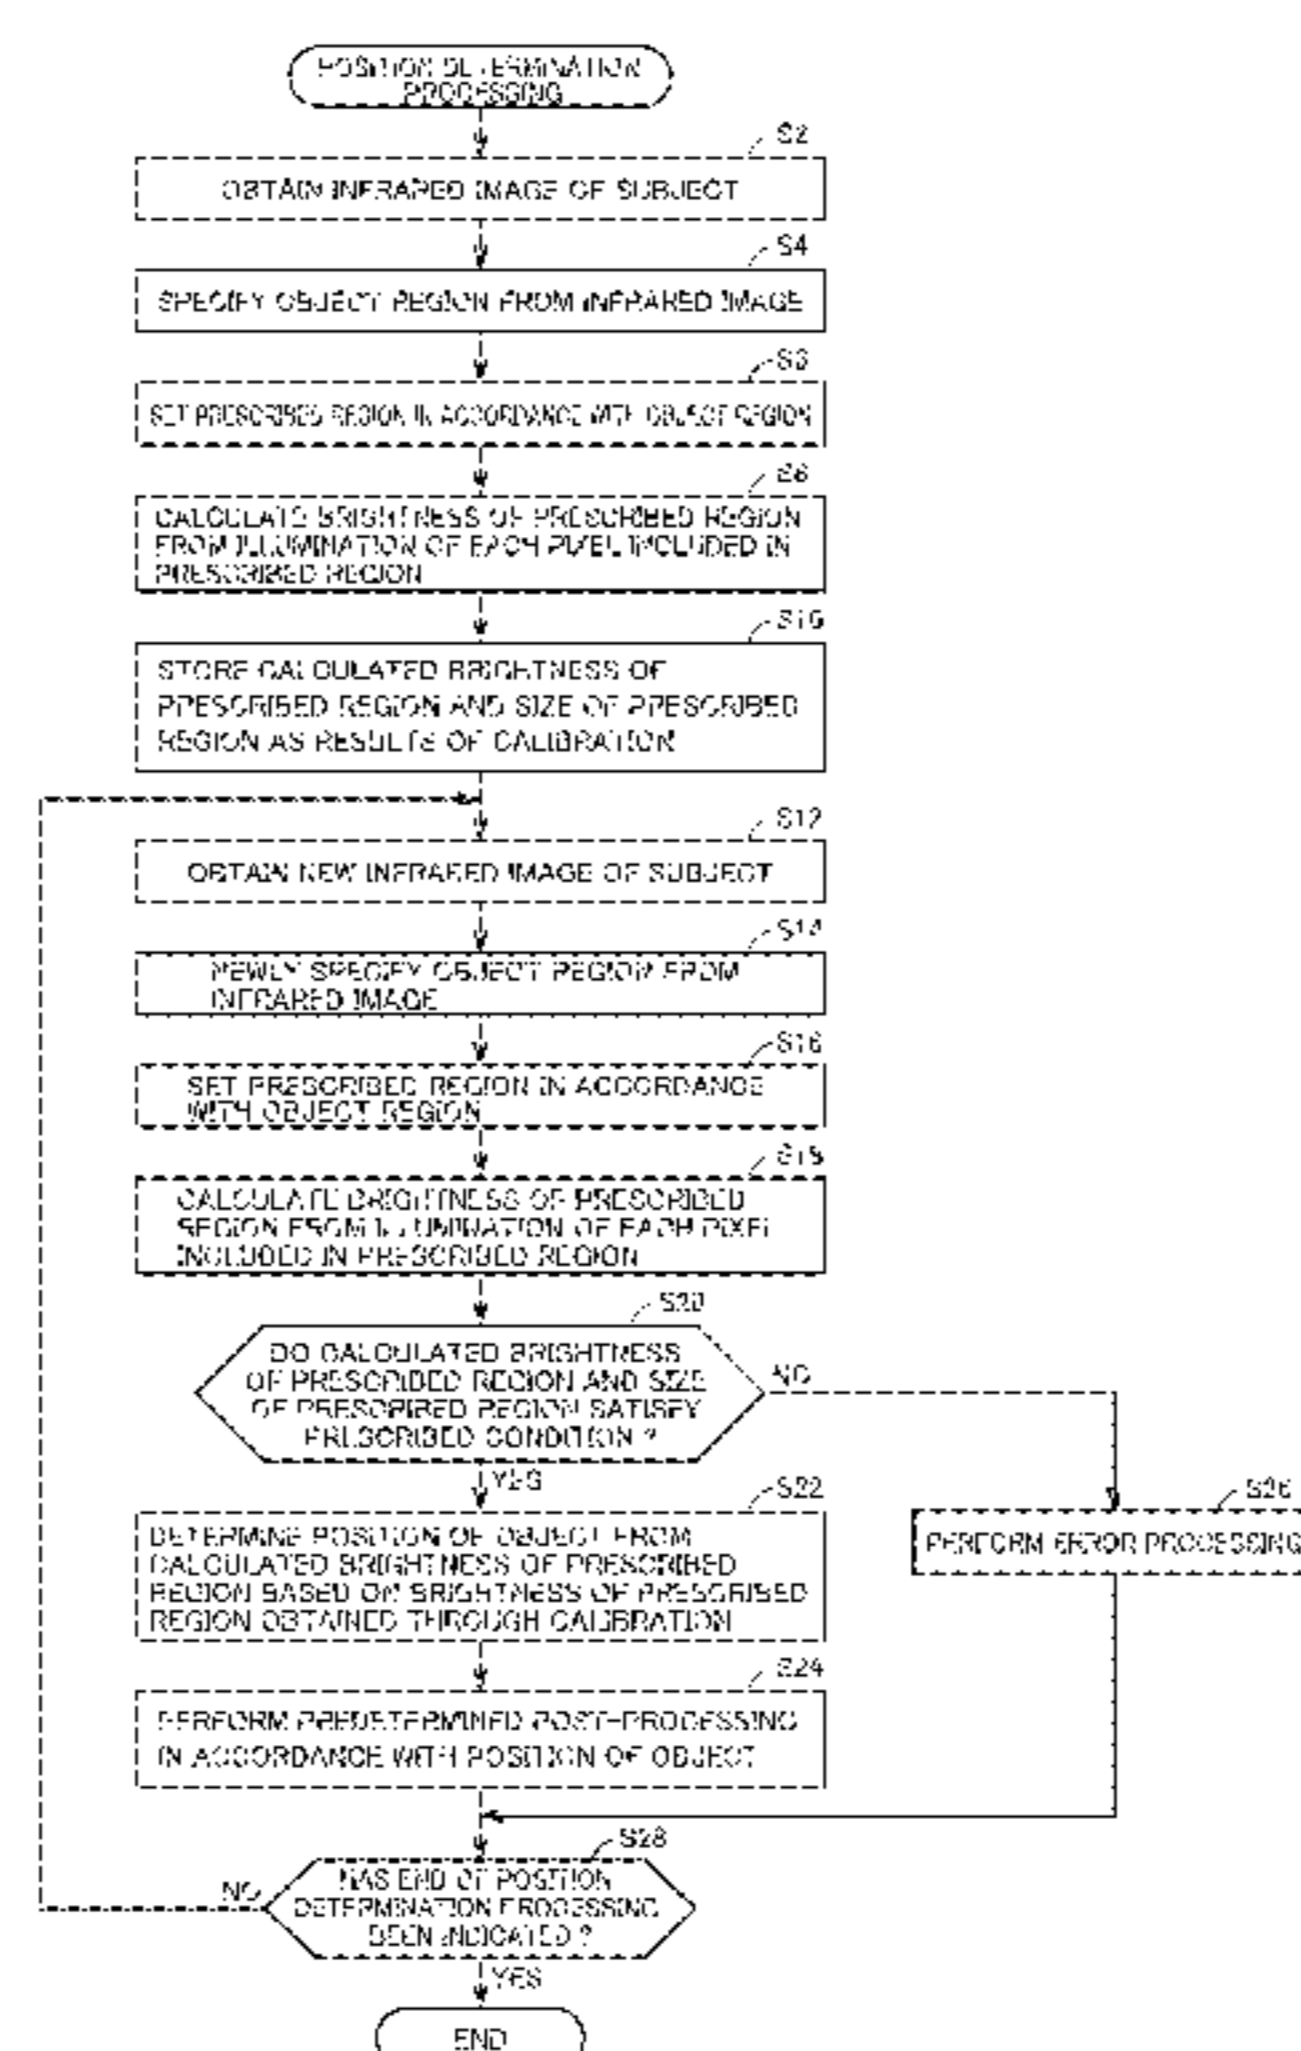 POSITION DETERMINATION
PROCESSING
S2
OBTAIN INFRARED IMAGE OF SUBJECT
S4
SPECIFY OBJECT REGION FROM INFRARED IMAGE
SET PRESCRIBED REGION IN ACCORDANCE WITH OBJECT REGION
CALCULATE BRIGHTNESS OF PRESCRIBED REGION
FROM ILLUMINATION OF EACH PIXEL INCLUDED IN
PRESCRIBED REGION
S10
STORE CALCULATED BRIGHTNESS OF
PRESCRIBED REGION AND SIZE OF PRESCRIBED
REGION AS RESULTS OF CALIBRATION
S12
OBTAIN NEW INFRARED IMAGE OF SUBJECT
S14
NEWLY SPECIFY OBJECT REGION FROM
INFRARED IMAGE
S16
SET PRESCRIBED REGION IN ACCORDANCE
WITH OBJECT REGION
S18
CALCULATE BRIGHTNESS OF PRESCRIBED
REGION FROM ILLUMINATION OF EACH PIXEL
INCLUDED IN PRESCRIBED REGION
S20
DO CALCULATED BRIGHTNESS
OF PRESCRIBED REGION AND SIZE
OF PRESCRIBED REGION SATISFY
PRESCRIBED CONDITION ?
NO
YES
S22
DETERMINE POSITION OF OBJECT FROM
CALCULATED BRIGHTNESS OF PRESCRIBED
REGION BASED ON BRIGHTNESS OF PRESCRIBED
REGION OBTAINED THROUGH CALIBRATION
S26
PERFORM ERROR PROCESSING
S24
PERFORM PREDETERMINED POST-PROCESSING
IN ACCORDANCE WITH POSITION OF OBJECT
S28
HAS END OF POSITION
DETERMINATION PROCESSING
BEEN INDICATED ?
NO
YES
END